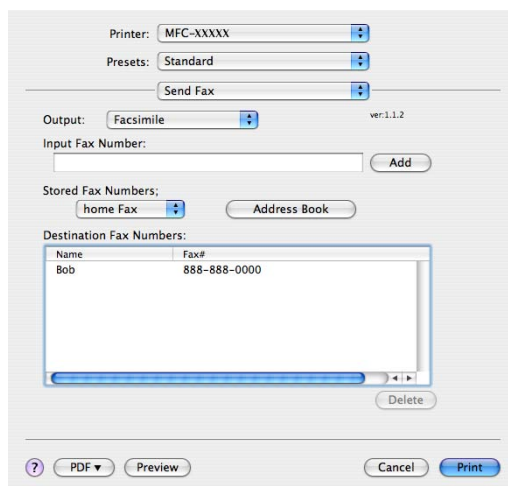 Printer: MFC-XXXXX
Presets: Standard
Send Fax
Output: Facsimile ver:1.1.2
Input Fax Number:
Add
Stored Fax Numbers;
home Fax Address Book
Destination Fax Numbers:
Name Fax#
Bob 888-888-0000
Delete
? PDF▼ Preview Cancel Print